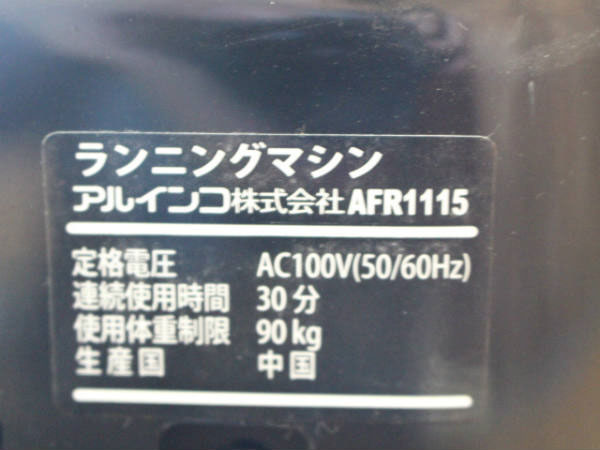 ランニングマシン
アルインコ株式会社 AFR1115
定格電圧 AC100V(50/60Hz)
連続使用時間 30分
使用体重制限 90kg
生産国 中国